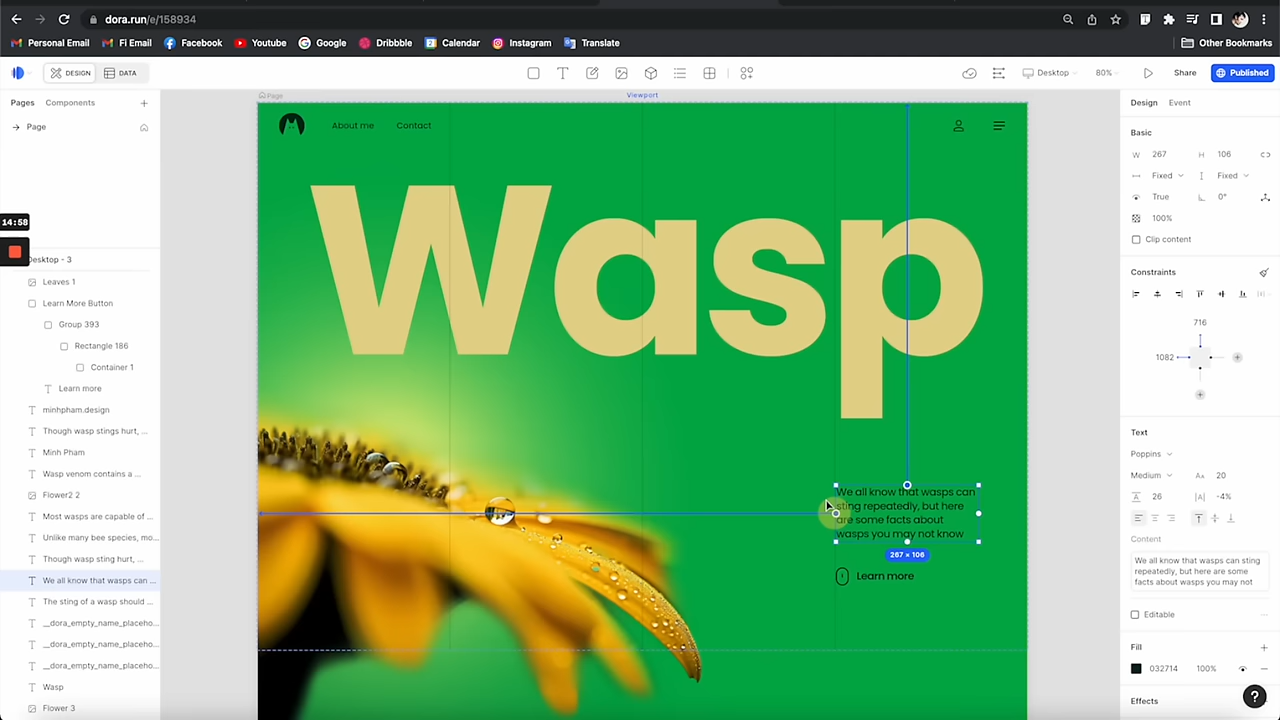 dora.run/e/158934
Personal Email
Fi Email
Facebook
Youtube
Google
Dribbble
Calendar
Instagram
Translate
Other Bookmarks
DESIGN
DATA
Desktop
80%
Share
Published
Pages
Components
Page
14:58
Desktop - 3
Leaves 1
Learn More Button
Group 393
Rectangle 186
Container 1
Learn more
minhpham.design
Though wasp stings hurt, ...
Minh Pham
Wasp venom contains a ...
Flower2 2
Most wasps are capable of ...
Unlike many bee species, mo...
Though wasp sting hurt, ...
We all know that wasps can ...
The sting of a wasp should ...
__dora_empty_name_placeho...
__dora_empty_name_placeho...
__dora_empty_name_placeho...
Wasp
Flower 3
Page
Viewport
About me
Contact
Wasp
We all know that wasps can
sting repeatedly, but here
are some facts about
wasps you may not know
267 × 106
Learn more
Design
Event
Basic
W 267 H 106
Fixed Fixed
True 0°
100%
Clip content
Constraints
716
1082
Text
Poppins
Medium Aa 20
A 26 |A| -4%
Content
We all know that wasps can sting
repeatedly, but here are some
facts about wasps you may not
Editable
Fill
032714 100%
Effects
?